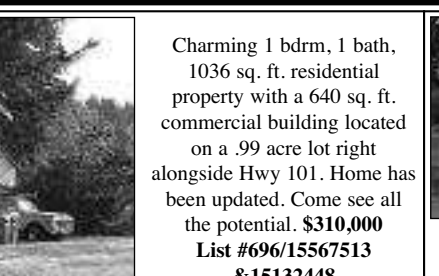 Charming 1 bdrm, 1 bath,
1036 sq. ft. residential
property with a 640 sq. ft.
commercial building located
on a .99 acre lot right
alongside Hwy 101. Home has
been updated. Come see all
the potential. $310,000
List #696/15567513
&15132448